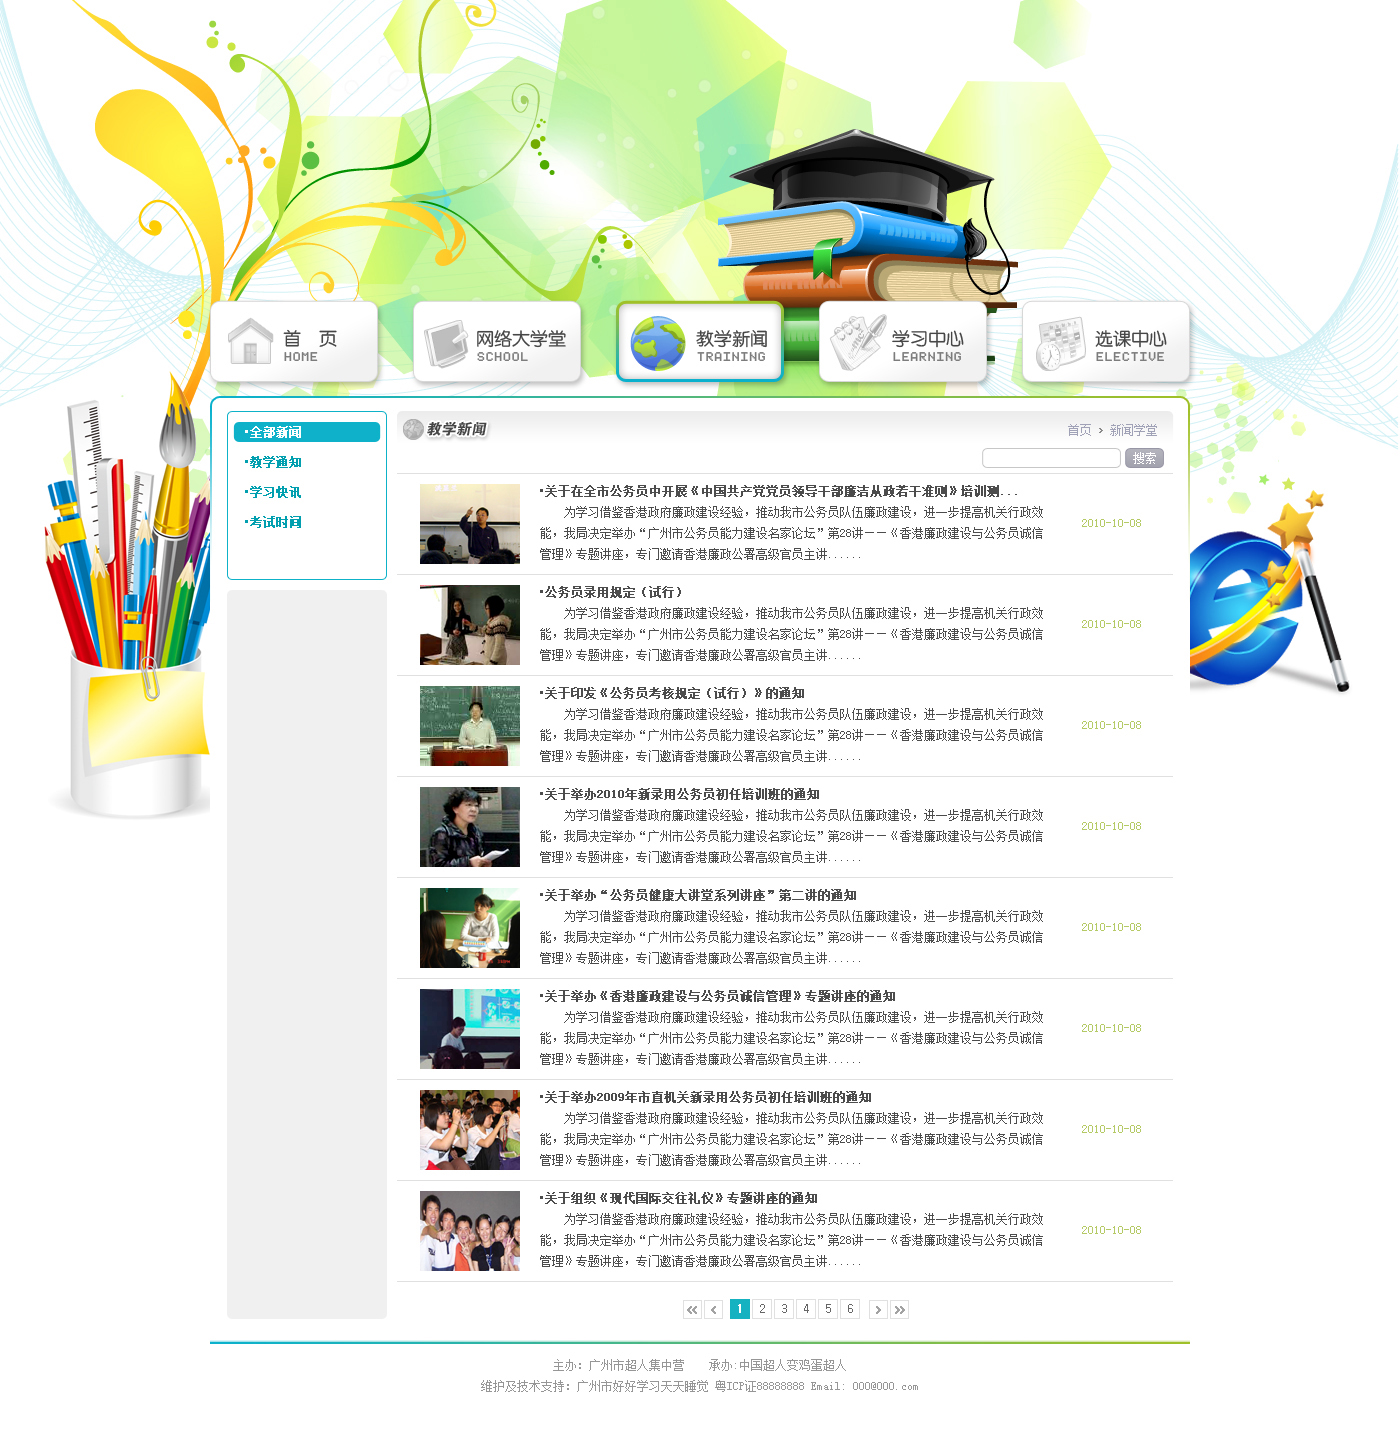 首 页
HOME
网络大学堂
SCHOOL
教学新闻
TRAINING
学习中心
LEARNING
选课中心
ELECTIVE
·全部新闻
·教学通知
·学习快讯
·考试时间
教学新闻
首页 > 新闻学堂
搜索
·关于在全市公务员中开展《中国共产党党员领导干部廉洁从政若干准则》培训测...
为学习借鉴香港政府廉政建设经验，推动我市公务员队伍廉政建设，进一步提高机关行政效
能，我局决定举办“广州市公务员能力建设名家论坛”第28讲——《香港廉政建设与公务员诚信
管理》专题讲座，专门邀请香港廉政公署高级官员主讲......
2010-10-08
·公务员录用规定（试行）
为学习借鉴香港政府廉政建设经验，推动我市公务员队伍廉政建设，进一步提高机关行政效
能，我局决定举办“广州市公务员能力建设名家论坛”第28讲——《香港廉政建设与公务员诚信
管理》专题讲座，专门邀请香港廉政公署高级官员主讲......
2010-10-08
·关于印发《公务员考核规定（试行）》的通知
为学习借鉴香港政府廉政建设经验，推动我市公务员队伍廉政建设，进一步提高机关行政效
能，我局决定举办“广州市公务员能力建设名家论坛”第28讲——《香港廉政建设与公务员诚信
管理》专题讲座，专门邀请香港廉政公署高级官员主讲......
2010-10-08
·关于举办2010年新录用公务员初任培训班的通知
为学习借鉴香港政府廉政建设经验，推动我市公务员队伍廉政建设，进一步提高机关行政效
能，我局决定举办“广州市公务员能力建设名家论坛”第28讲——《香港廉政建设与公务员诚信
管理》专题讲座，专门邀请香港廉政公署高级官员主讲......
2010-10-08
·关于举办“公务员健康大讲堂系列讲座”第二讲的通知
为学习借鉴香港政府廉政建设经验，推动我市公务员队伍廉政建设，进一步提高机关行政效
能，我局决定举办“广州市公务员能力建设名家论坛”第28讲——《香港廉政建设与公务员诚信
管理》专题讲座，专门邀请香港廉政公署高级官员主讲......
2010-10-08
·关于举办《香港廉政建设与公务员诚信管理》专题讲座的通知
为学习借鉴香港政府廉政建设经验，推动我市公务员队伍廉政建设，进一步提高机关行政效
能，我局决定举办“广州市公务员能力建设名家论坛”第28讲——《香港廉政建设与公务员诚信
管理》专题讲座，专门邀请香港廉政公署高级官员主讲......
2010-10-08
·关于举办2009年市直机关新录用公务员初任培训班的通知
为学习借鉴香港政府廉政建设经验，推动我市公务员队伍廉政建设，进一步提高机关行政效
能，我局决定举办“广州市公务员能力建设名家论坛”第28讲——《香港廉政建设与公务员诚信
管理》专题讲座，专门邀请香港廉政公署高级官员主讲......
2010-10-08
·关于组织《现代国际交往礼仪》专题讲座的通知
为学习借鉴香港政府廉政建设经验，推动我市公务员队伍廉政建设，进一步提高机关行政效
能，我局决定举办“广州市公务员能力建设名家论坛”第28讲——《香港廉政建设与公务员诚信
管理》专题讲座，专门邀请香港廉政公署高级官员主讲......
2010-10-08
1 2 3 4 5 6
主办：广州市超人集中营 承办:中国超人变鸡蛋超人
维护及技术支持：广州市好好学习天天睡觉 粤ICP证88888888 Email: 000@000.com